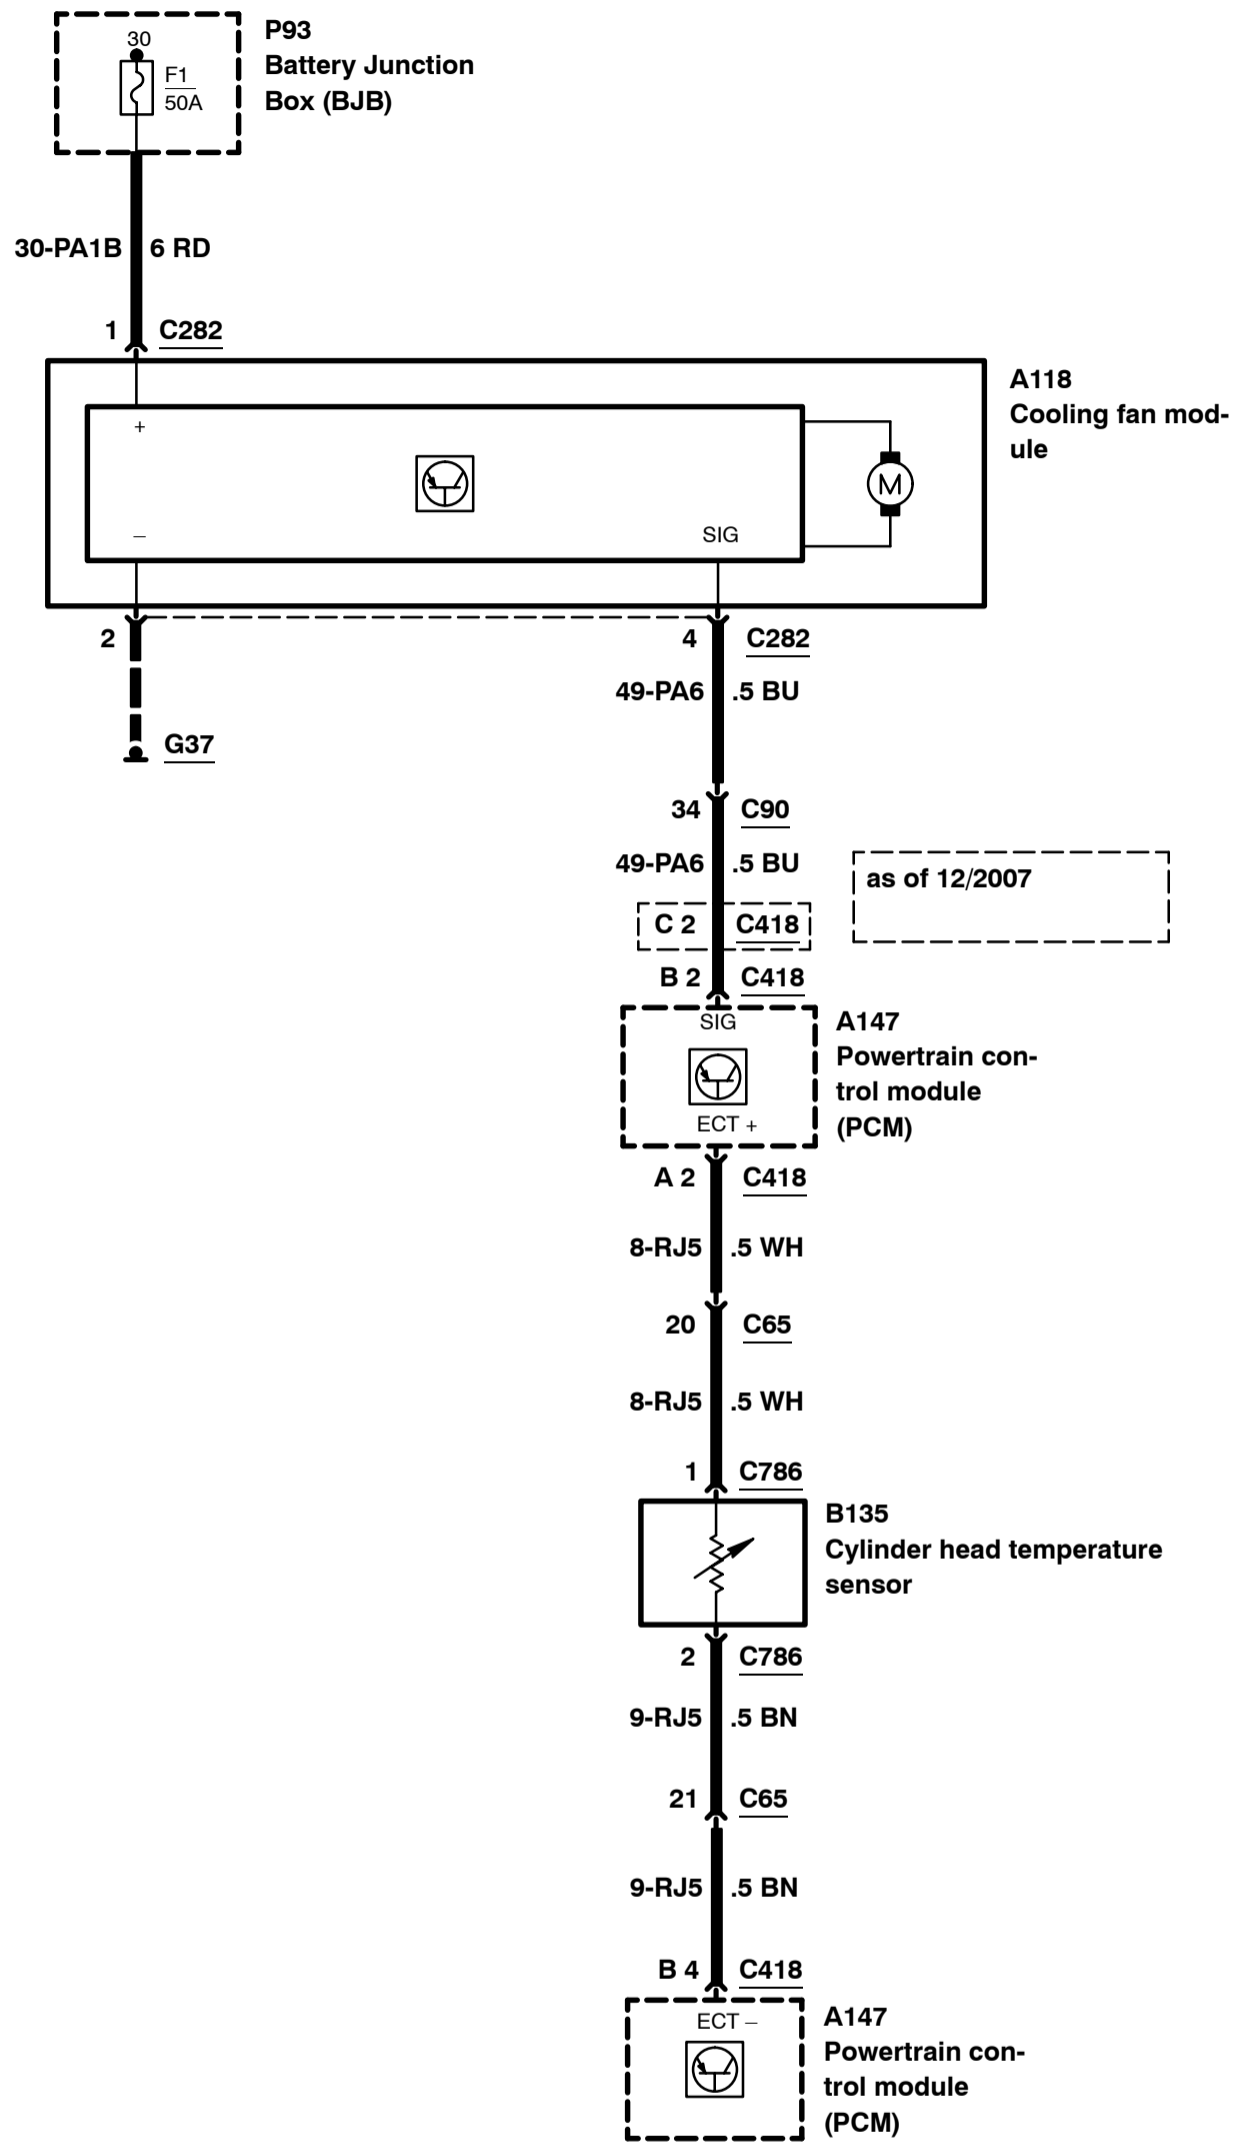 30
F1
50A
P93
Battery Junction
Box (BJB)
30-PA1B 6 RD
1 C282
A118
Cooling fan mod-
ule
+
–
SIG
M
2
4 C282
49-PA6 .5 BU
G37
34 C90
49-PA6 .5 BU
as of 12/2007
C 2 C418
B 2 C418
SIG
A147
Powertrain con-
trol module
(PCM)
ECT +
A 2 C418
8-RJ5 .5 WH
20 C65
8-RJ5 .5 WH
1 C786
B135
Cylinder head temperature
sensor
2 C786
9-RJ5 .5 BN
21 C65
9-RJ5 .5 BN
B 4 C418
ECT –
A147
Powertrain con-
trol module
(PCM)